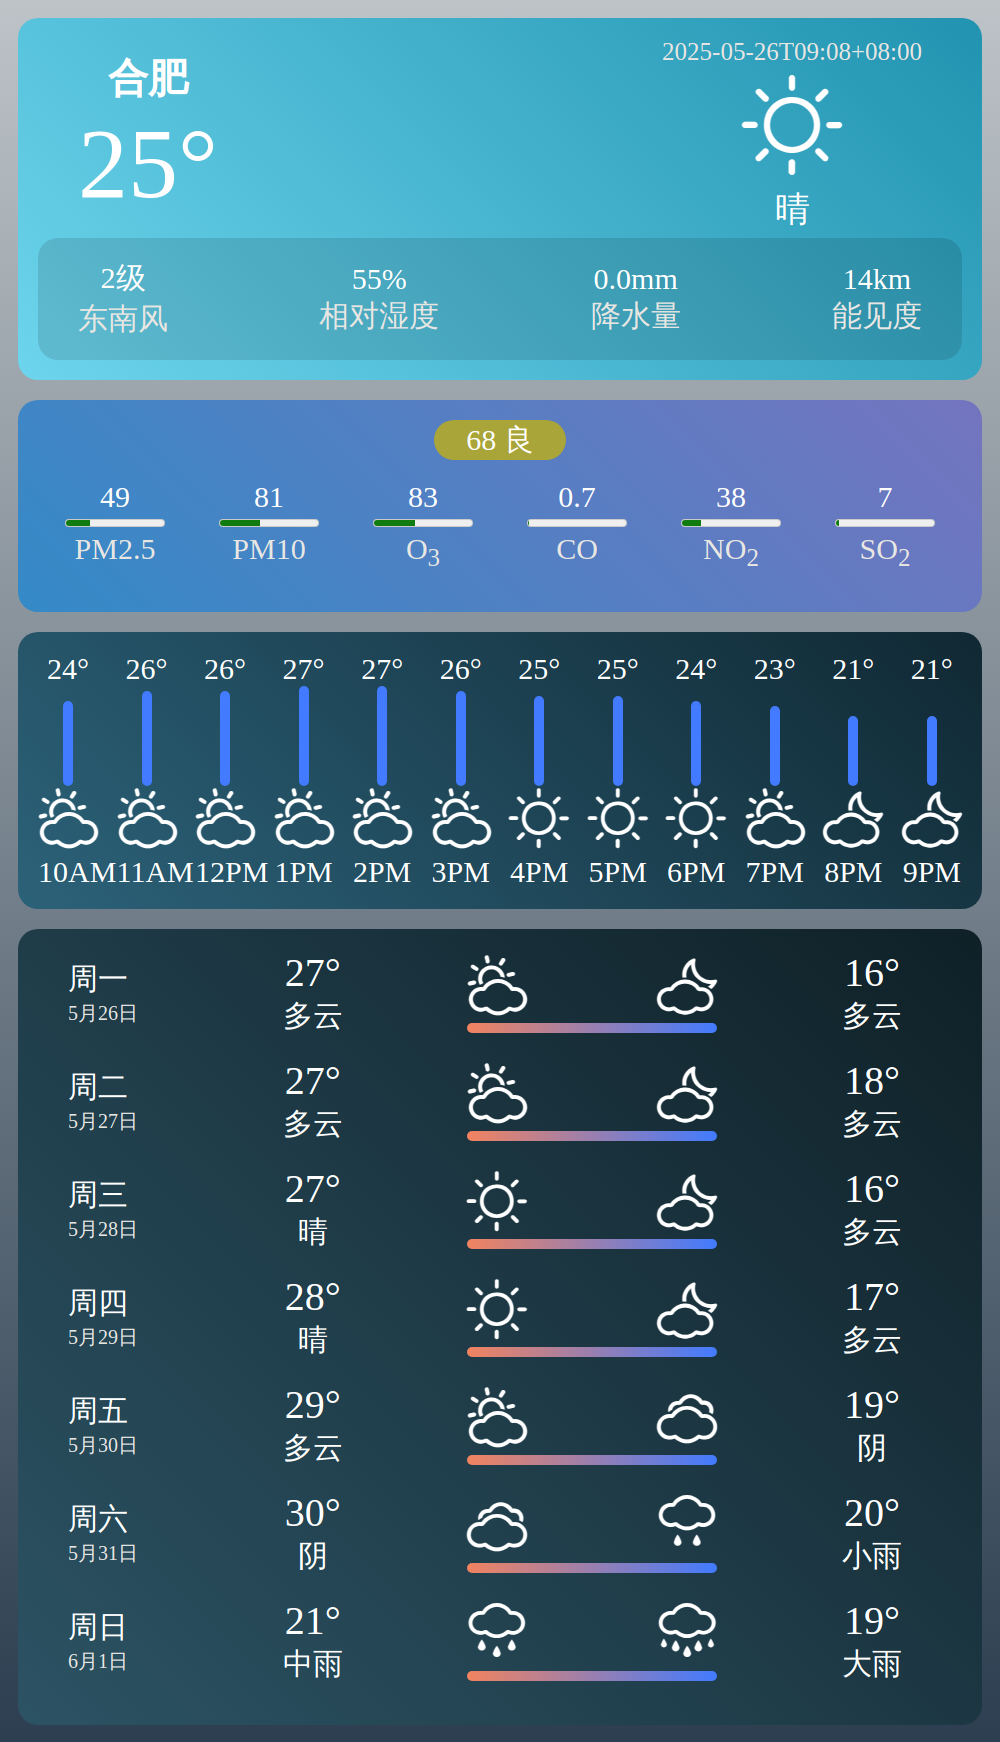 合肥
25°
2025-05-26T09:08+08:00
晴
2级 55% 0.0mm 14km
东南风 相对湿度 降水量 能见度
68 良
49 81 83 0.7 38 7
PM2.5 PM10 O3 CO NO2 SO2
24° 26° 26° 27° 27° 26° 25° 25° 24° 23° 21° 21°
10AM 11AM 12PM 1PM 2PM 3PM 4PM 5PM 6PM 7PM 8PM 9PM
周一 27° 16°
5月26日 多云 多云
周二 27° 18°
5月27日 多云 多云
周三 27° 16°
5月28日 晴 多云
周四 28° 17°
5月29日 晴 多云
周五 29° 19°
5月30日 多云 阴
周六 30° 20°
5月31日 阴 小雨
周日 21° 19°
6月1日 中雨 大雨